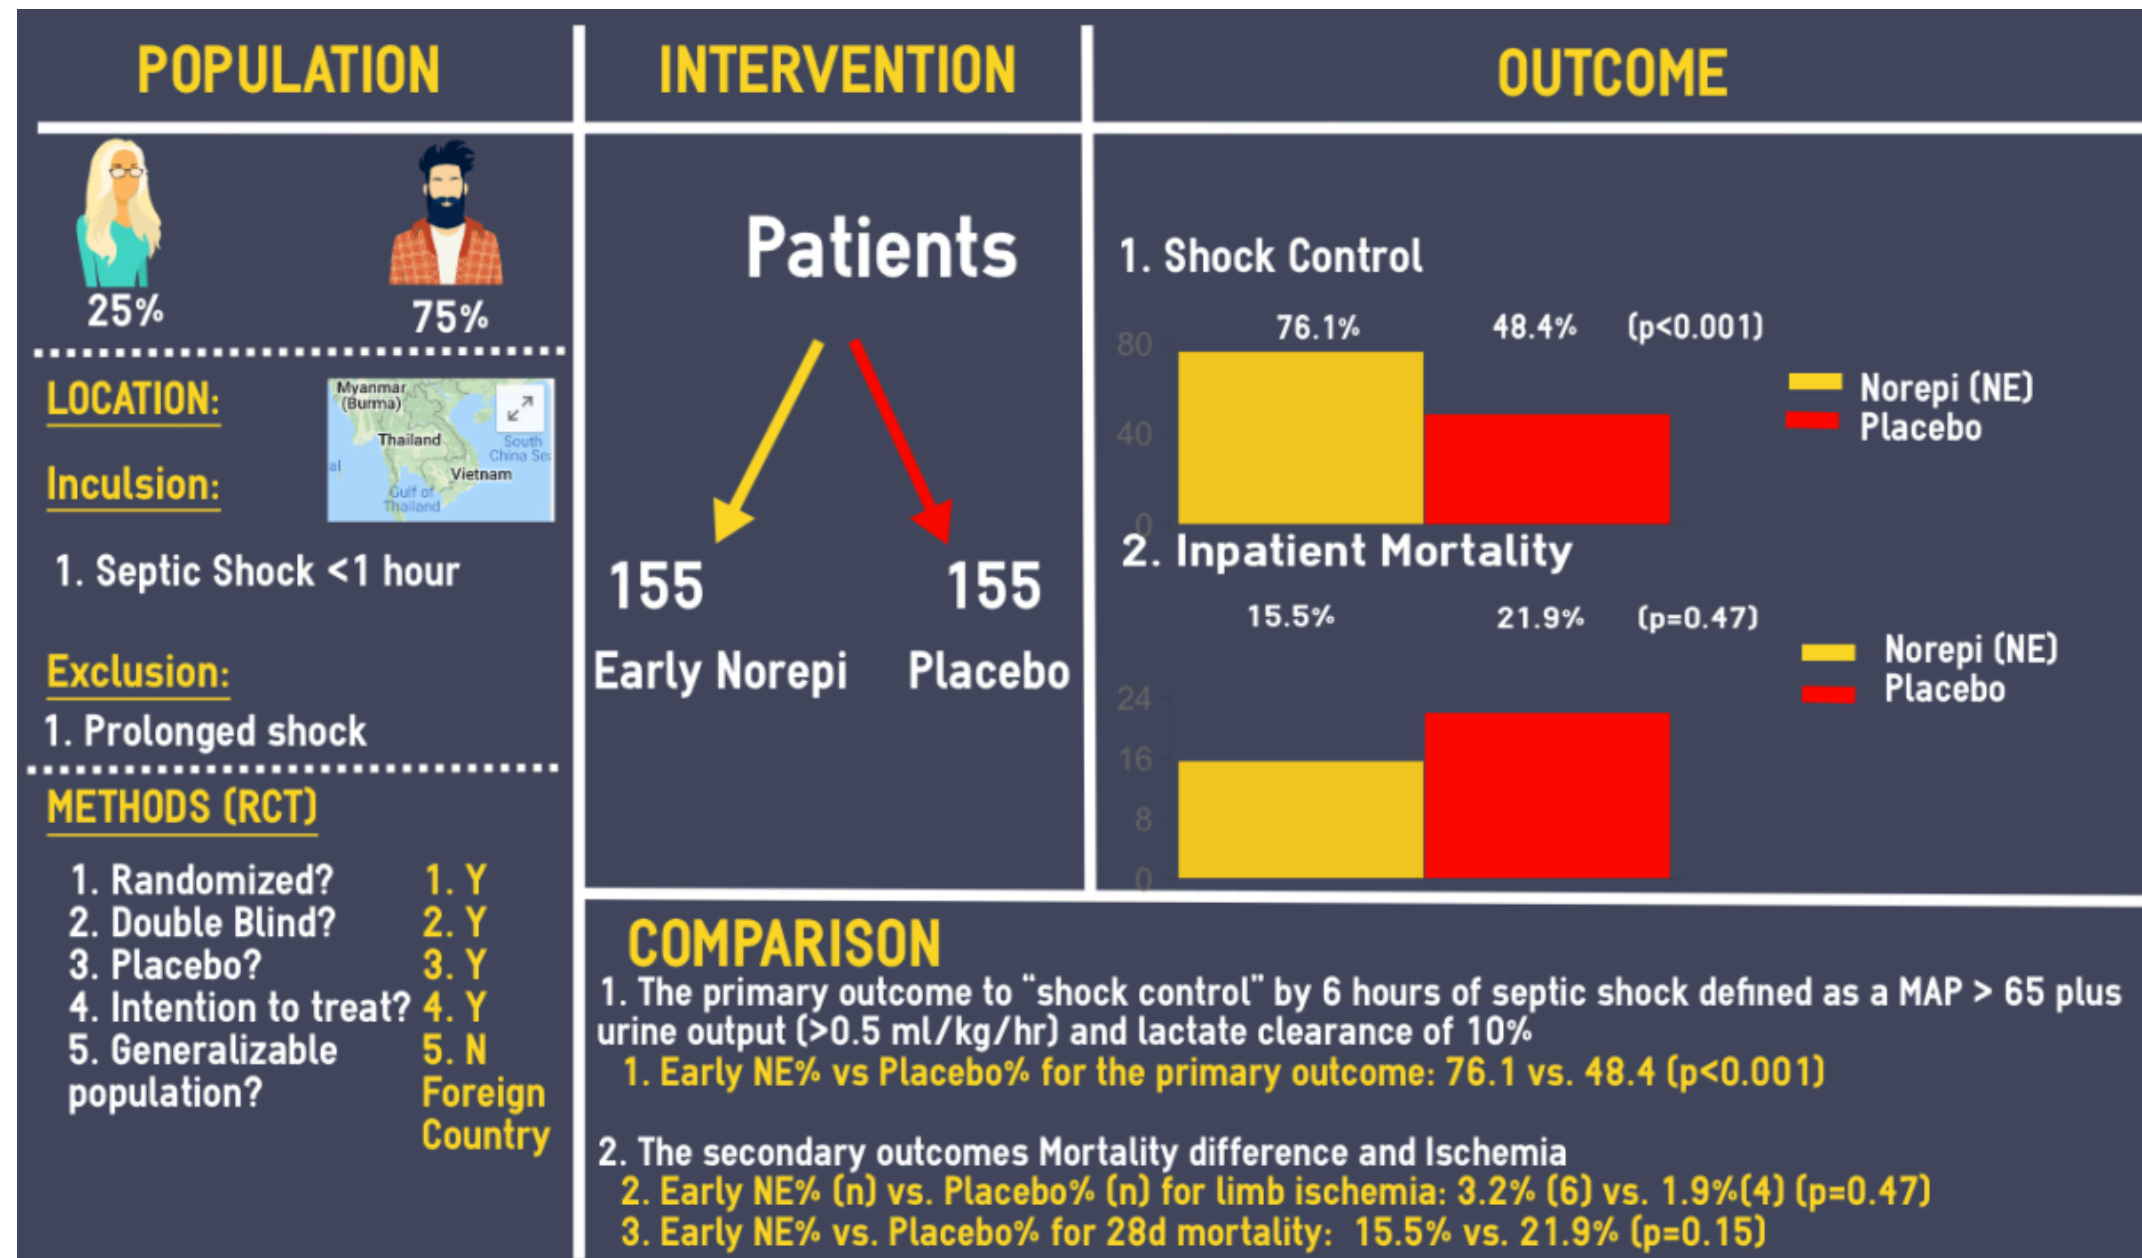 POPULATION
25%
75%
LOCATION:
Myanmar
(Burma)
Thailand
South
China Se
al
Vietnam
Gulf of
Thailand
Inculsion:
1. Septic Shock <1 hour
Exclusion:
1. Prolonged shock
METHODS (RCT)
1. Randomized? 1. Y
2. Double Blind? 2. Y
3. Placebo? 3. Y
4. Intention to treat? 4. Y
5. Generalizable 5. N
population? Foreign
Country
INTERVENTION
Patients
155 155
Early Norepi Placebo
OUTCOME
1. Shock Control
76.1% 48.4% (p<0.001)
80
40
0
Norepi (NE)
Placebo
2. Inpatient Mortality
15.5% 21.9% (p=0.47)
24
16
8
0
Norepi (NE)
Placebo
COMPARISON
1. The primary outcome to “shock control” by 6 hours of septic shock defined as a MAP > 65 plus
urine output (>0.5 ml/kg/hr) and lactate clearance of 10%
1. Early NE% vs Placebo% for the primary outcome: 76.1 vs. 48.4 (p<0.001)
2. The secondary outcomes Mortality difference and Ischemia
2. Early NE% (n) vs. Placebo% (n) for limb ischemia: 3.2% (6) vs. 1.9%(4) (p=0.47)
3. Early NE% vs. Placebo% for 28d mortality: 15.5% vs. 21.9% (p=0.15)